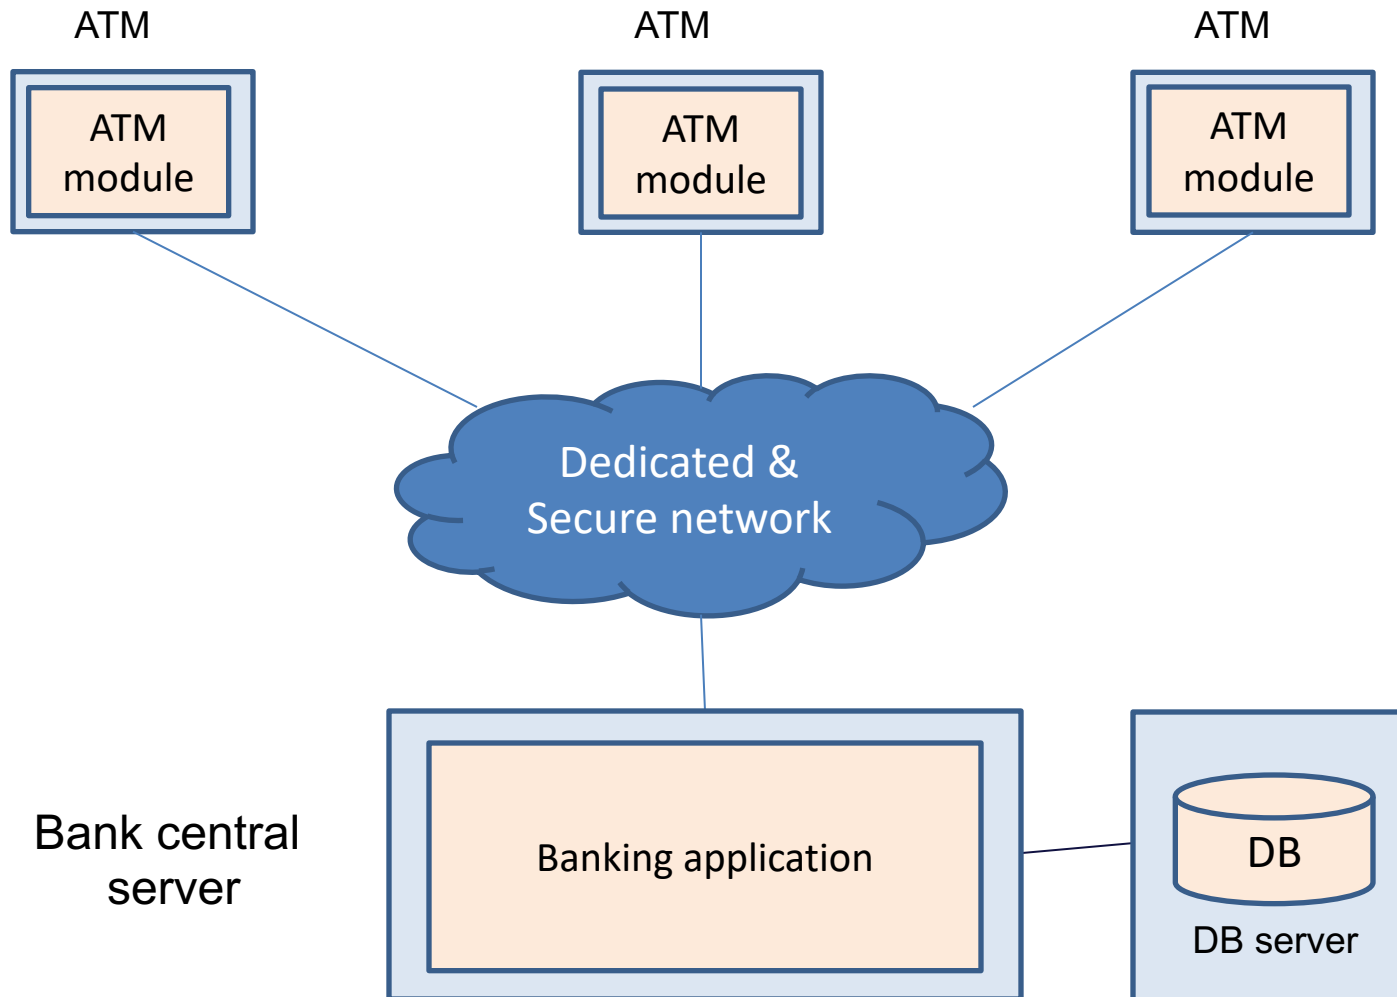 ATM
ATM
ATM
ATM
module
ATM
module
ATM
module
Dedicated &
Secure network
Bank central
server
Banking application
DB
DB server